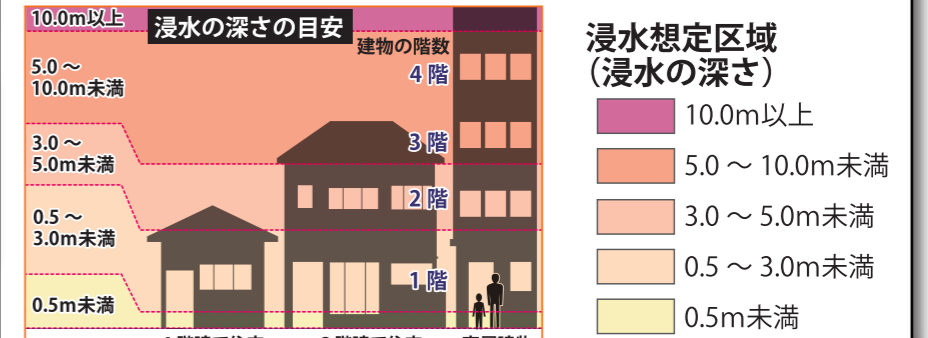 10.0m以上
浸水の深さの目安
建物の階数
5.0～
10.0m未満
4階
3.0～
5.0m未満
3階
0.5～
3.0m未満
2階
0.5m未満
1階
浸水想定区域
（浸水の深さ）
10.0m以上
5.0 ～ 10.0m未満
3.0 ～ 5.0m未満
0.5 ～ 3.0m未満
0.5m未満